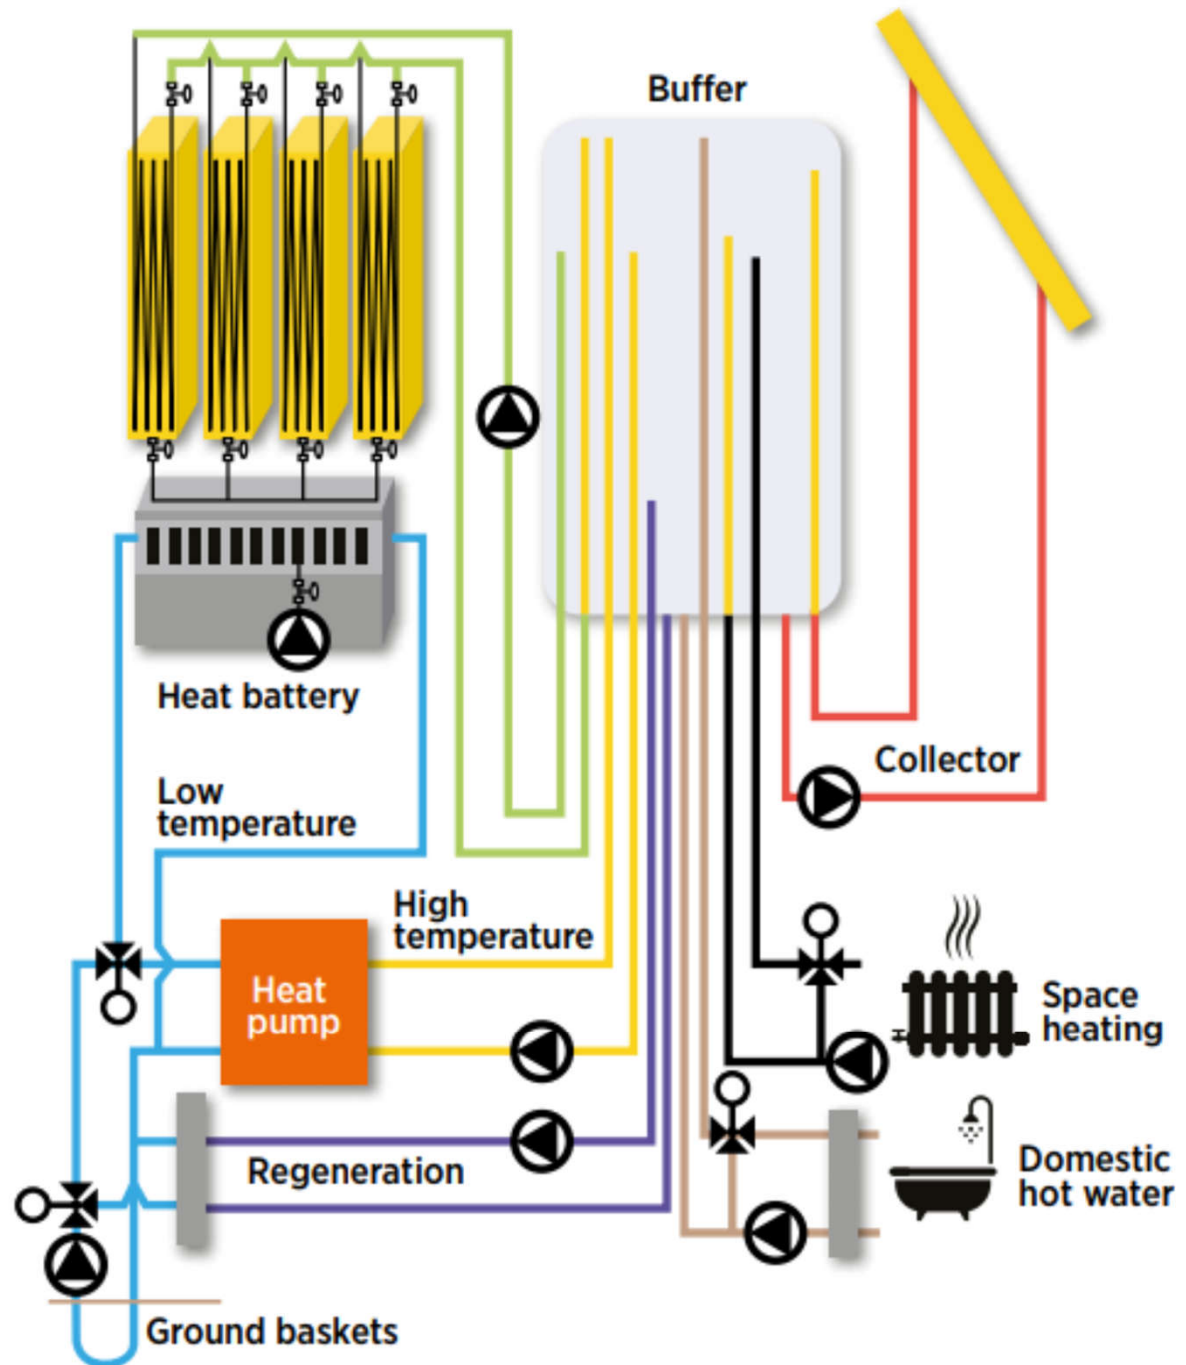 Buffer
Heat battery
Collector
Low
temperature
High
temperature
Heat
pump
Space
heating
Regeneration
Domestic
hot water
Ground baskets